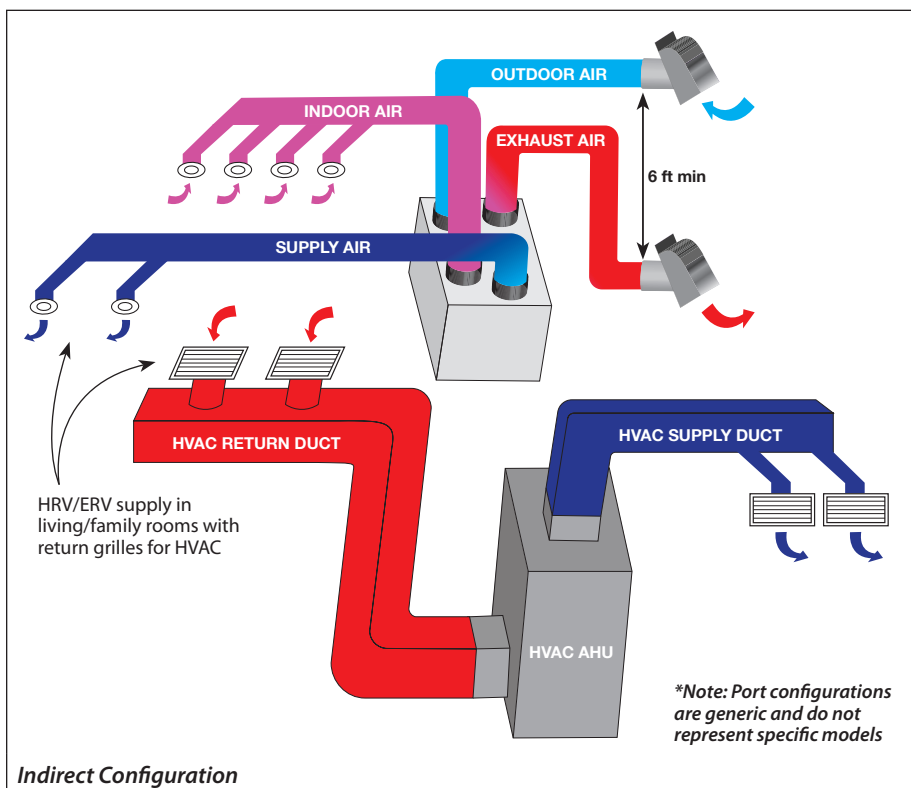 OUTDOOR AIR
INDOOR AIR
EXHAUST AIR
6 ft min
SUPPLY AIR
HVAC RETURN DUCT
HVAC SUPPLY DUCT
HRV/ERV supply in
living/family rooms with
return grilles for HVAC
HVAC AHU
*Note: Port configurations
are generic and do not
represent specific models
Indirect Configuration